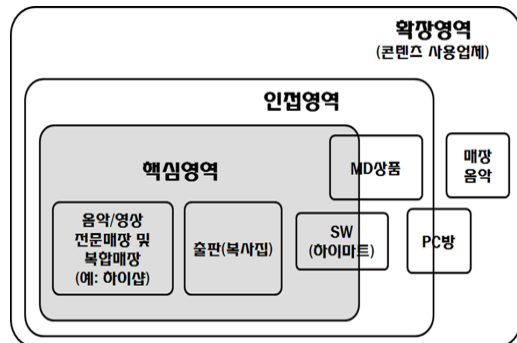 확장영역
(콘텐츠 사용업체)
인접영역
핵심영역
MD상품
매장
음악
음악/영상
전문매장 및
복합매장
(예: 하이샵)
출판(복사집)
SW
(하이마트)
PC방